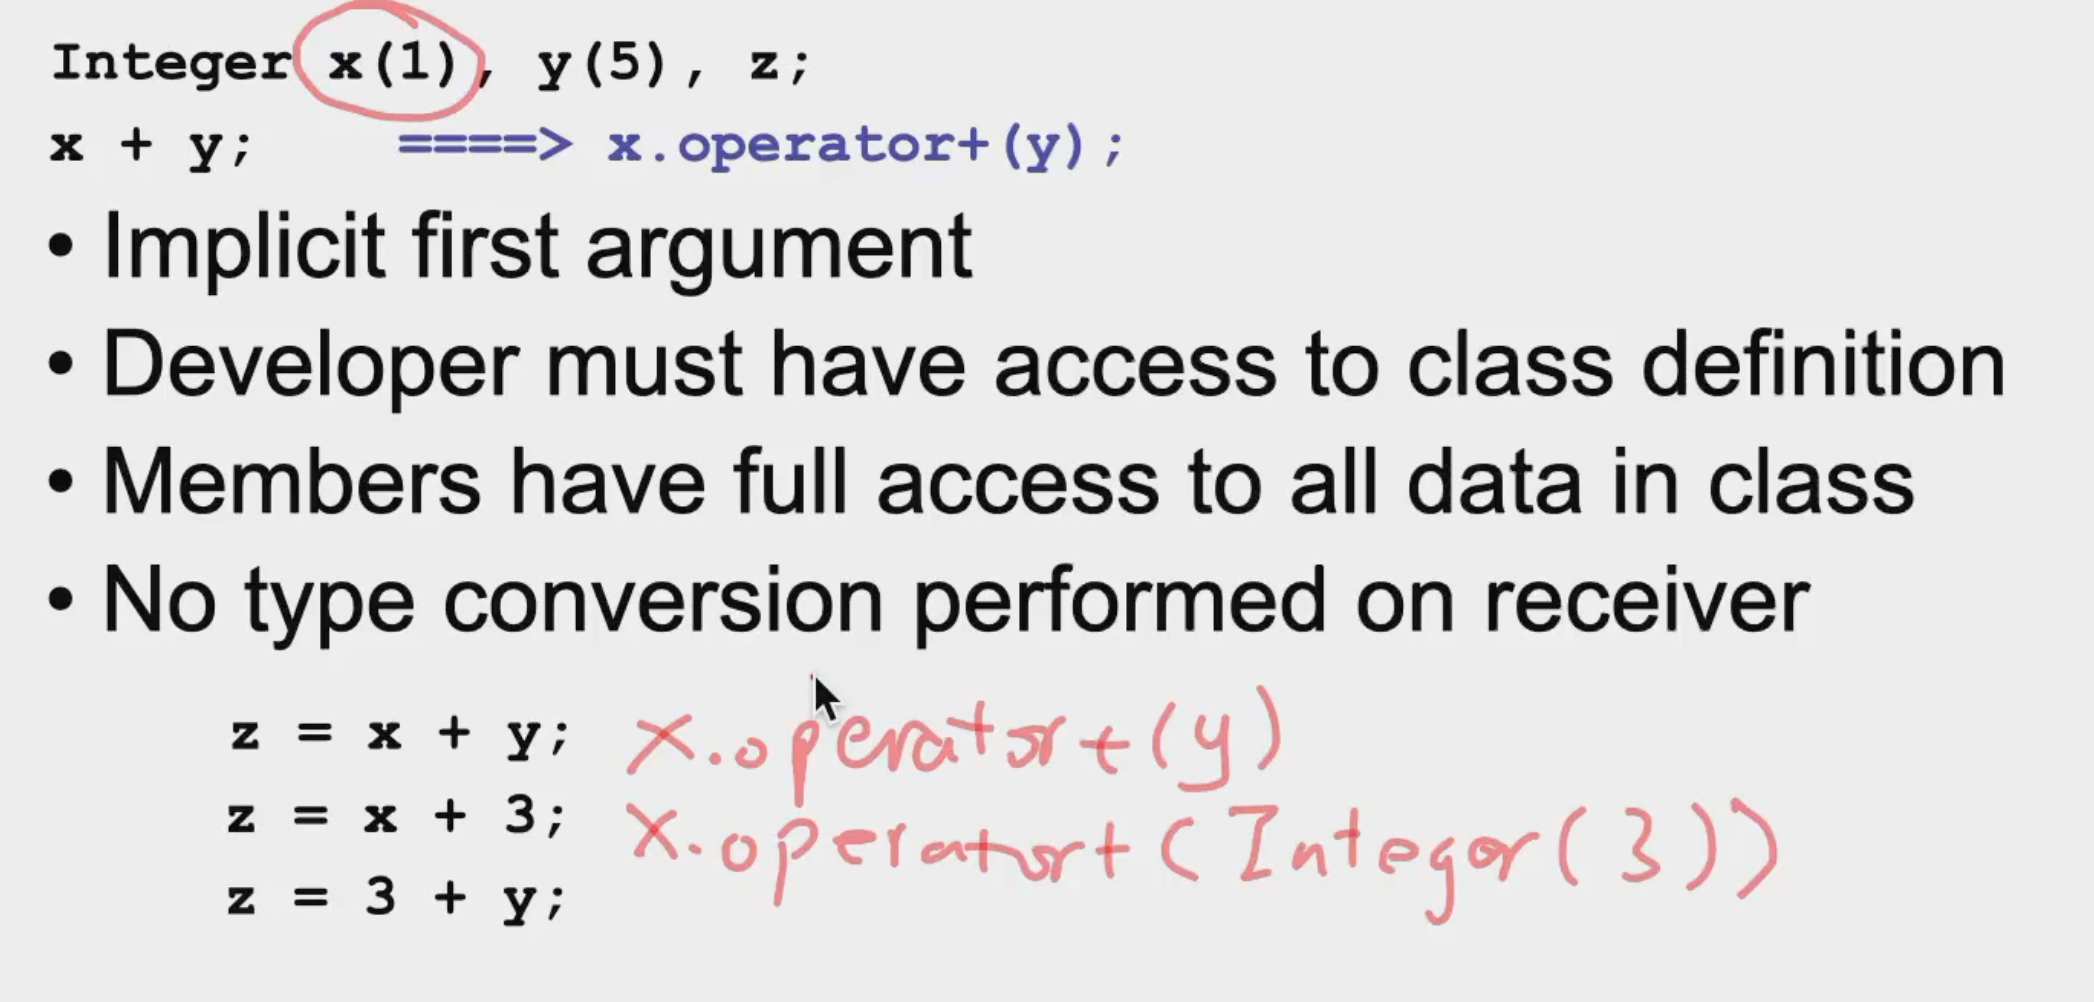 Integer x(1), y(5), z;
x + y; ====> x.operator+(y);
• Implicit first argument
• Developer must have access to class definition
• Members have full access to all data in class
• No type conversion performed on receiver
z = x + y; x.operator+(y)
z = x + 3; x.operator+(Integer(3))
z = 3 + y;